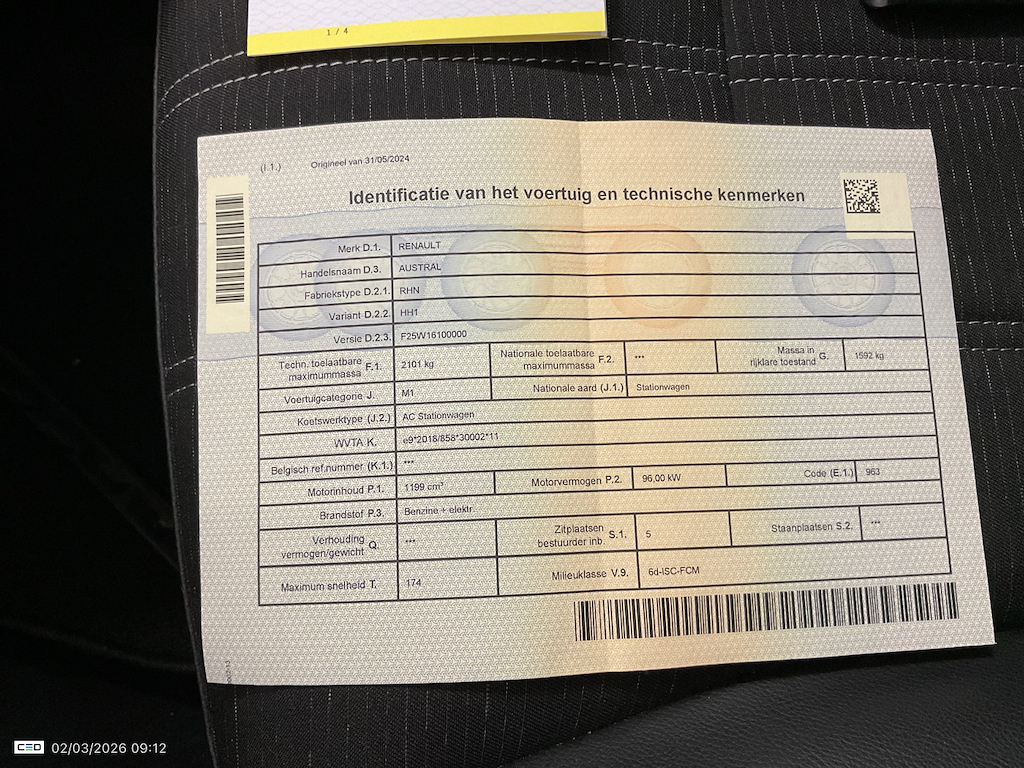 1 / 4
(I.1.) Origineel van 31/05/2024
Identificatie van het voertuig en technische kenmerken
Merk D.1. RENAULT
Handelsnaam D.3. AUSTRAL
Fabriekstype D.2.1. RHN
Variant D.2.2. HH1
Versie D.2.3. F25W16100000
Techn. toelaatbare maximummassa F.1. 2101 kg Nationale toelaatbare maximummassa F.2. *** Massa in rijklare toestand G. 1592 kg
Voertuigcategorie J. M1 Nationale aard (J.1.) Stationwagen
Koetswerktype (J.2.) AC Stationwagen
WVTA K. e9*2018/858*30002*11
Belgisch ref.nummer (K.1.) ***
Motorinhoud P.1. 1199 cm³ Motorvermogen P.2. 96,00 kW Code (E.1.) 963
Brandstof P.3. Benzine + elektr.
Verhouding vermogen/gewicht Q. *** Zitplaatsen bestuurder inb. S.1. 5 Staanplaatsen S.2. ***
Maximum snelheid T. 174 Milieuklasse V.9. 6d-ISC-FCM
CEO 02/03/2026 09:12